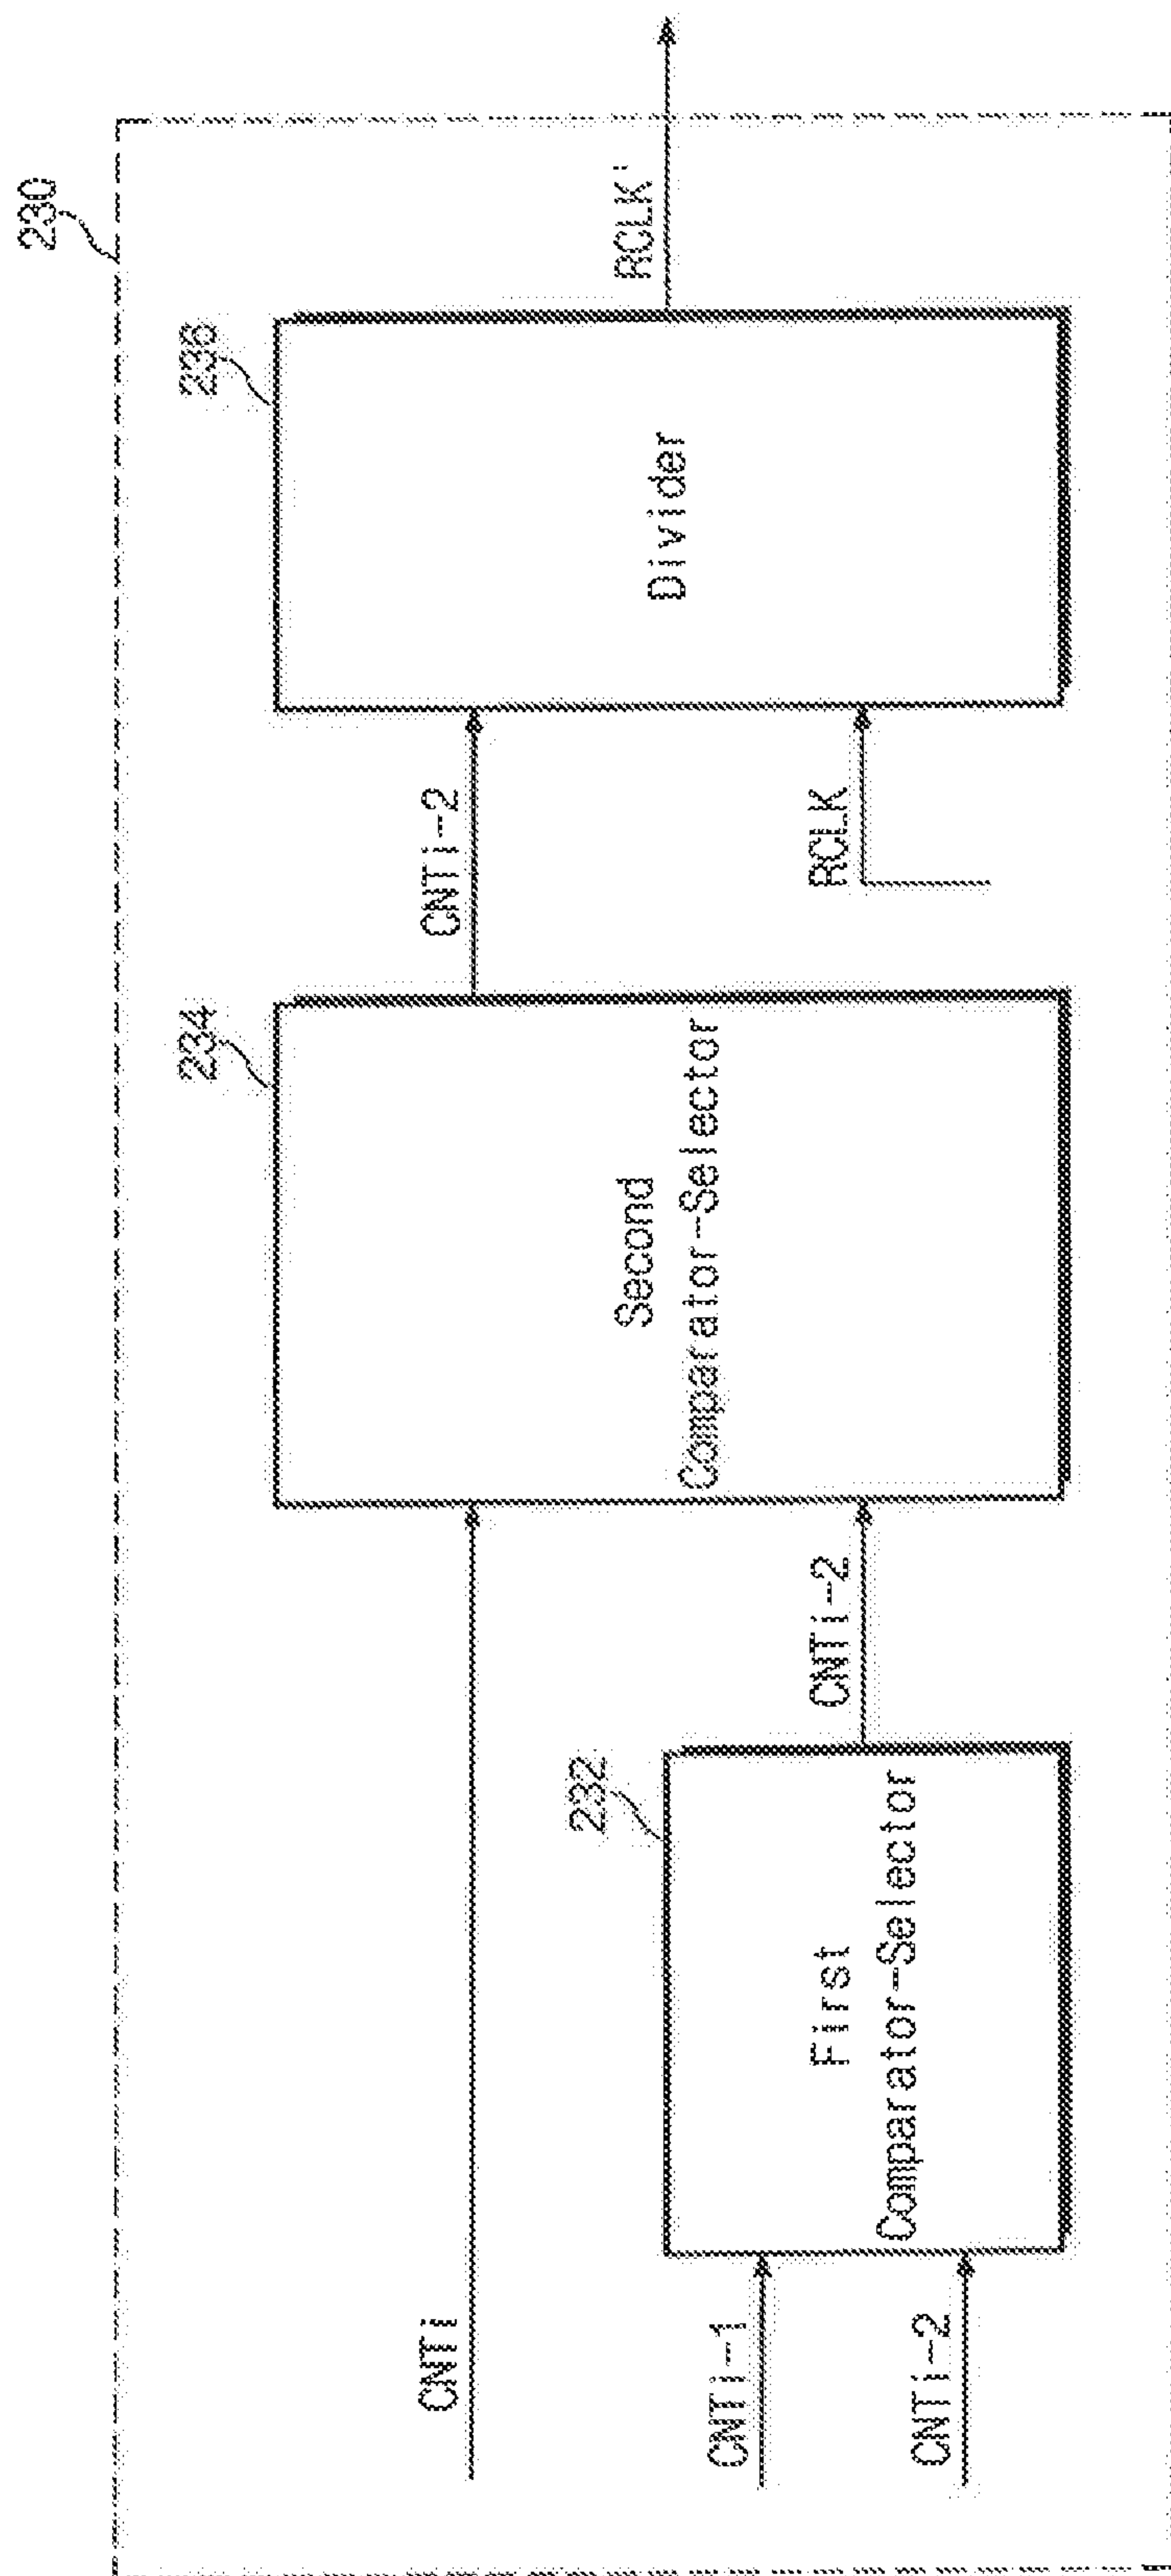 230
CNTi
234
236
CNTi-2
RCLK'
232
Second
Comparator-Selector
Divider
CNTi-1
CNTi-2
First
Comparator-Selector
CNTi-2
RCLK